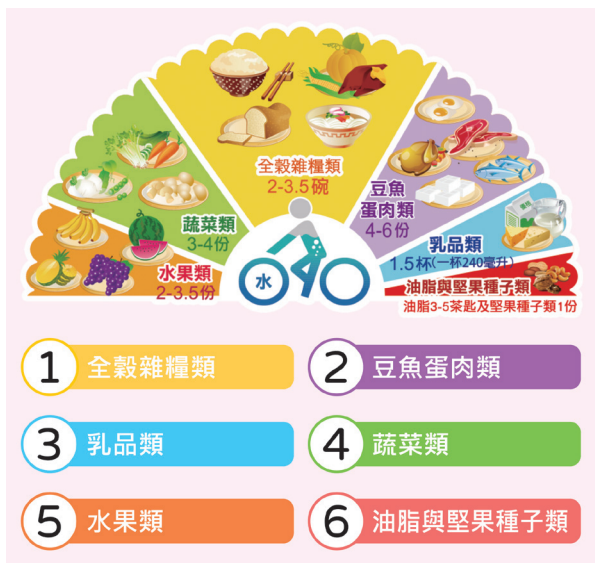 全穀雜糧類
2-3.5碗
豆魚
蛋肉類
4-6份
蔬菜類
3-4份
乳品類
1.5杯(一杯240毫升)
水果類
2-3.5份
水
油脂與堅果種子類
油脂3-5茶匙及堅果種子類1份
1 全穀雜糧類
2 豆魚蛋肉類
3 乳品類
4 蔬菜類
5 水果類
6 油脂與堅果種子類